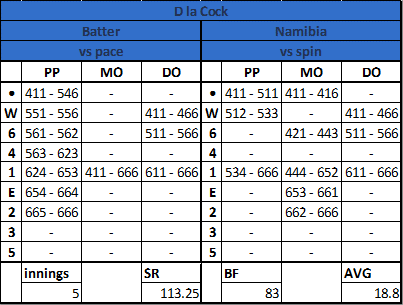 D la Cock
Batter Namibia
vs pace vs spin
PP MO DO PP MO DO
• 411 - 546 - - • 411 - 511 411 - 416 -
W 551 - 556 - 411 - 466 W 512 - 533 - 411 - 466
6 561 - 562 - 511 - 566 6 - 421 - 443 511 - 566
4 563 - 623 - - 4 - - -
1 624 - 653 411 - 666 611 - 666 1 534 - 666 444 - 652 611 - 666
E 654 - 664 - - E - 653 - 661 -
2 665 - 666 - - 2 - 662 - 666 -
3 - - - 3 - - -
5 - - - 5 - - -
innings SR BF AVG
5 113.25 83 18.8